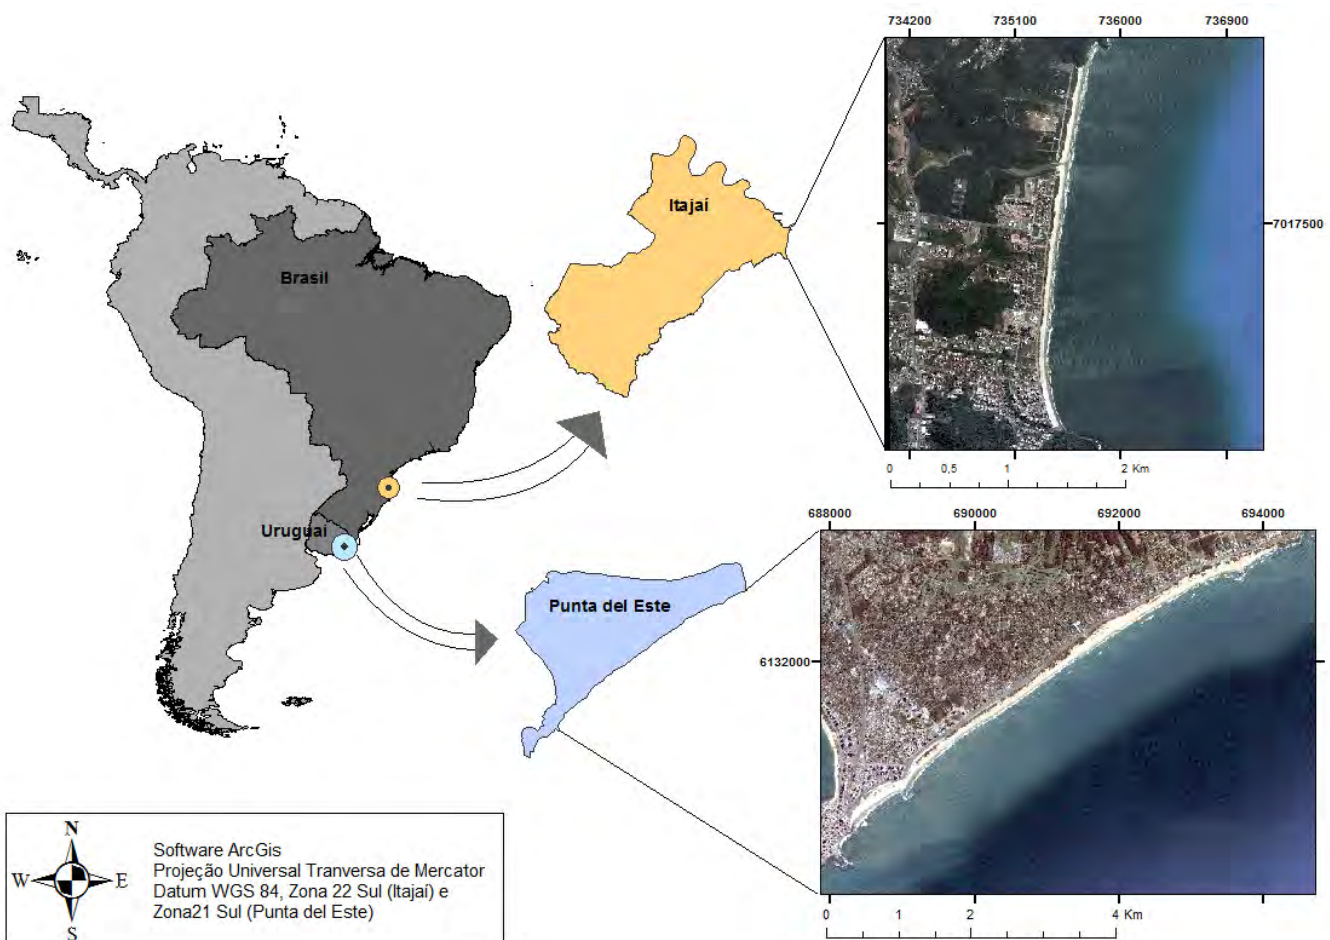 734200 735100 736000 736900
Itajaí
7017500
Brasil
0 0,5 1 2 Km
Uruguai
688000 690000 692000 694000
Punta del Este
6132000
0 1 2 4 Km
N
W E
S
Software ArcGis
Projeção Universal Tranversa de Mercator
Datum WGS 84, Zona 22 Sul (Itajaí) e
Zona21 Sul (Punta del Este)